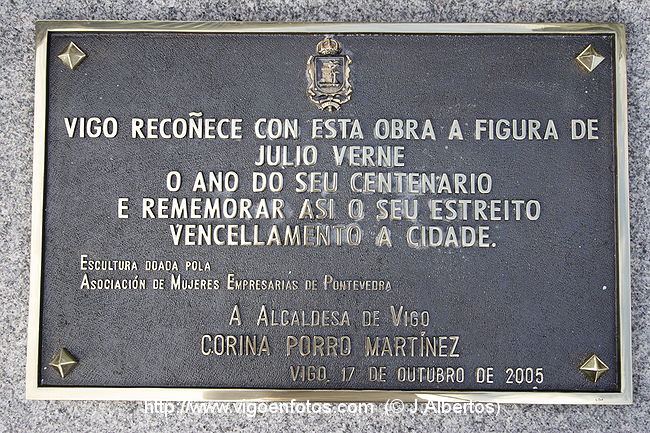 VIGO RECOÑECE CON ESTA OBRA A FIGURA DE
JULIO VERNE
O ANO DO SEU CENTENARIO
E REMEMORAR ASI O SEU ESTREITO
VENCELLAMENTO A CIDADE.
ESCULTURA DOADA POLA
ASOCIACIÓN DE MUJERES EMPRESARIAS DE PONTEVEDRA
A ALCALDESA DE VIGO
CORINA PORRO MARTÍNEZ
VIGO, 17 DE OUTUBRO DE 2005
http://www.vigoenfotos.com (© J.Albertos)